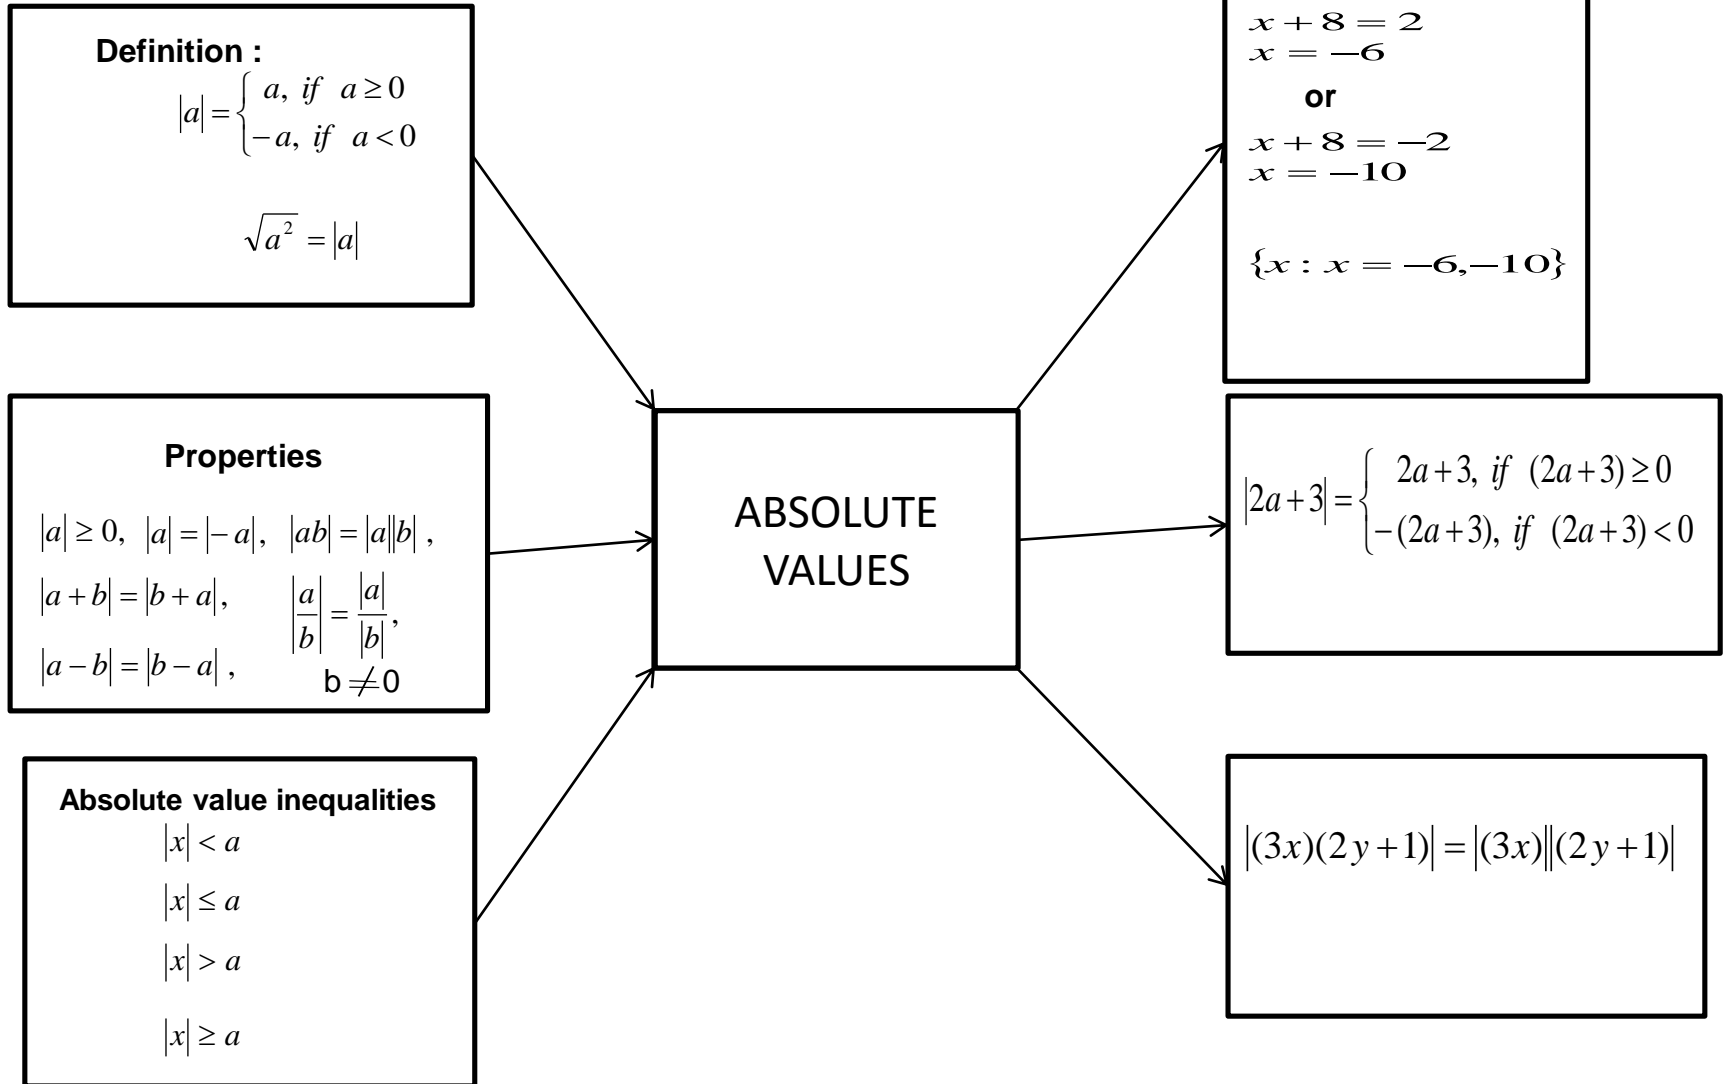 Definition :
|a| = { a, if a ≥ 0
−a, if a < 0
√a² = |a|
Properties
|a| ≥ 0, |a| = |−a|, |ab| = |a||b| ,
|a + b| = |b + a|, |a/b| = |a|/|b|,
|a − b| = |b − a| ,
b ≠ 0
Absolute value inequalities
|x| < a
|x| ≤ a
|x| > a
|x| ≥ a
ABSOLUTE
VALUES
x + 8 = 2
x = −6
or
x + 8 = −2
x = −10
{x : x = −6,−10}
|2a + 3| = { 2a + 3, if (2a + 3) ≥ 0
−(2a + 3), if (2a + 3) < 0
|(3x)(2y + 1)| = |(3x)||(2y + 1)|